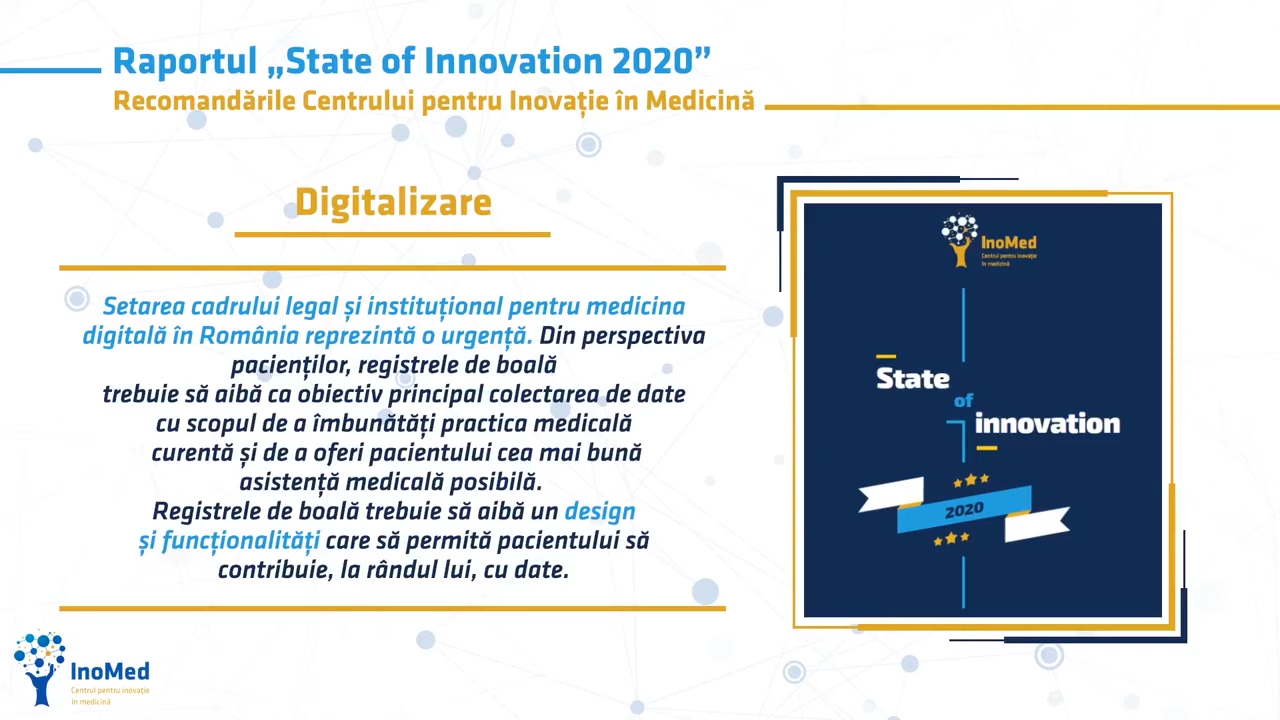 Raportul „State of Innovation 2020”
Recomandările Centrului pentru Inovație în Medicină
Digitalizare
Setarea cadrului legal și instituțional pentru medicina
digitală în România reprezintă o urgență. Din perspectiva
pacienților, registrele de boală
trebuie să aibă ca obiectiv principal colectarea de date
cu scopul de a îmbunătăți practica medicală
curentă și de a oferi pacientului cea mai bună
asistență medicală posibilă.
Registrele de boală trebuie să aibă un design
și funcționalități care să permită pacientului să
contribuie, la rândul lui, cu date.
InoMed
Centrul pentru inovație
în medicină
State
of
innovation
2020
InoMed
Centrul pentru inovație
în medicină